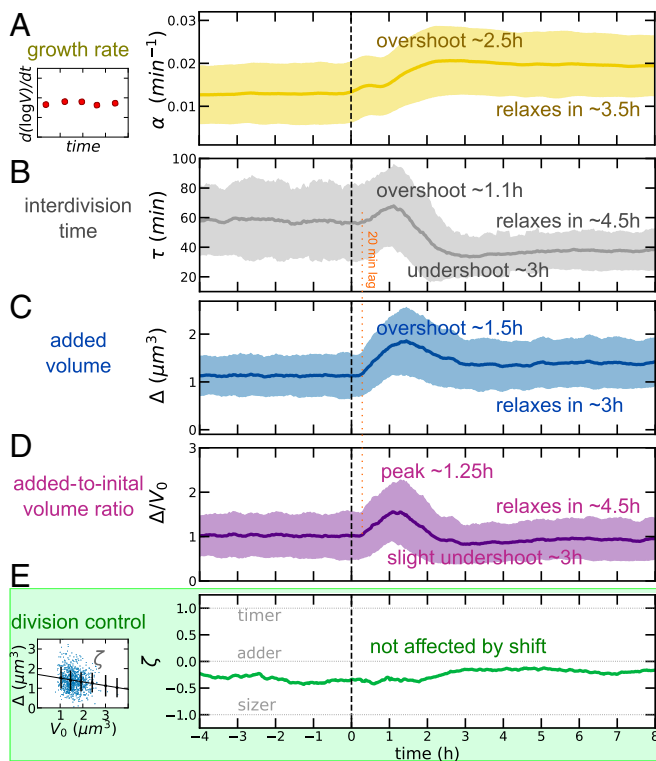 A
growth rate
d(logV)/dt
time
α (min⁻¹)
0.03
0.02
0.01
overshoot ~2.5h
relaxes in ~3.5h
B
interdivision
time
τ (min)
100
80
60
40
20
overshoot ~1.1h
relaxes in ~4.5h
undershoot ~3h
20 min lag
C
added
volume
Δ (μm³)
2
1
0
overshoot ~1.5h
relaxes in ~3h
D
added-to-inital
volume ratio
Δ/V₀
3
2
1
0
peak ~1.25h
relaxes in ~4.5h
slight undershoot ~3h
E
division control
Δ (μm³)
3
2
1
0
ζ
1 2 3
V₀ (μm³)
ζ
1.0
0.5
0.0
−0.5
−1.0
timer
adder
sizer
not affected by shift
−4 −3 −2 −1 0 1 2 3 4 5 6 7 8
time (h)